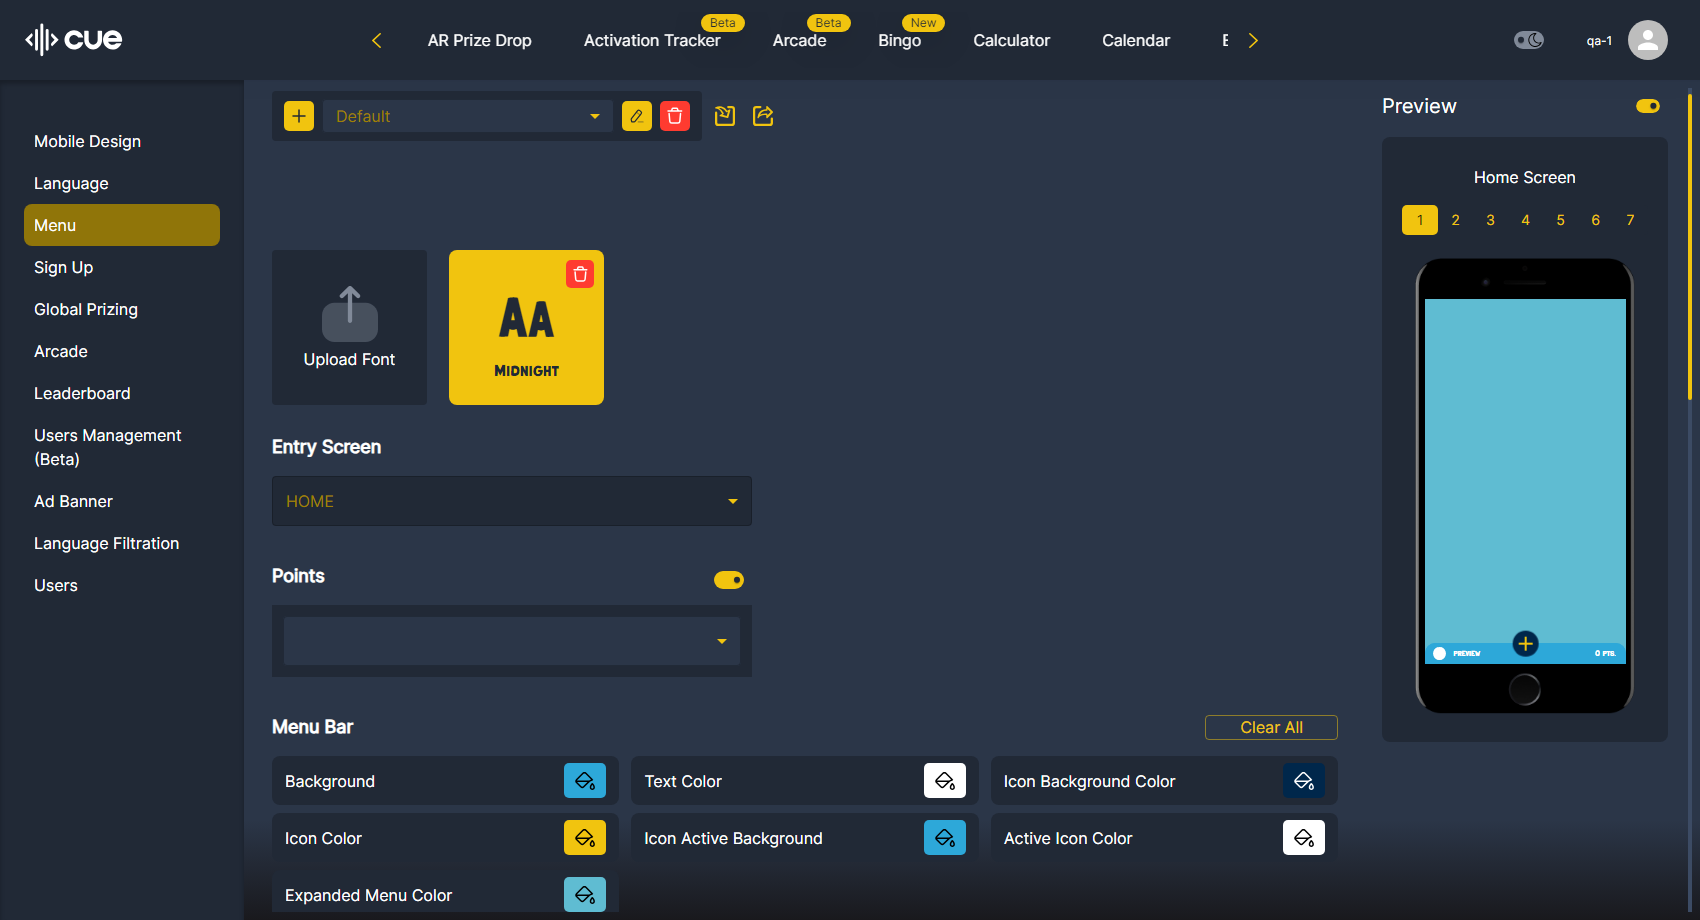 cue
Beta
Beta
New
AR Prize Drop
Activation Tracker
Arcade
Bingo
Calculator
Calendar
qa-1
Mobile Design
Language
Menu
Sign Up
Global Prizing
Arcade
Leaderboard
Users Management
(Beta)
Ad Banner
Language Filtration
Users
Default
Upload Font
AA
MIDNIGHT
Entry Screen
HOME
Points
Menu Bar
Clear All
Background
Text Color
Icon Background Color
Icon Color
Icon Active Background
Active Icon Color
Expanded Menu Color
Preview
Home Screen
1 2 3 4 5 6 7
PREVIEW
0 PTS.